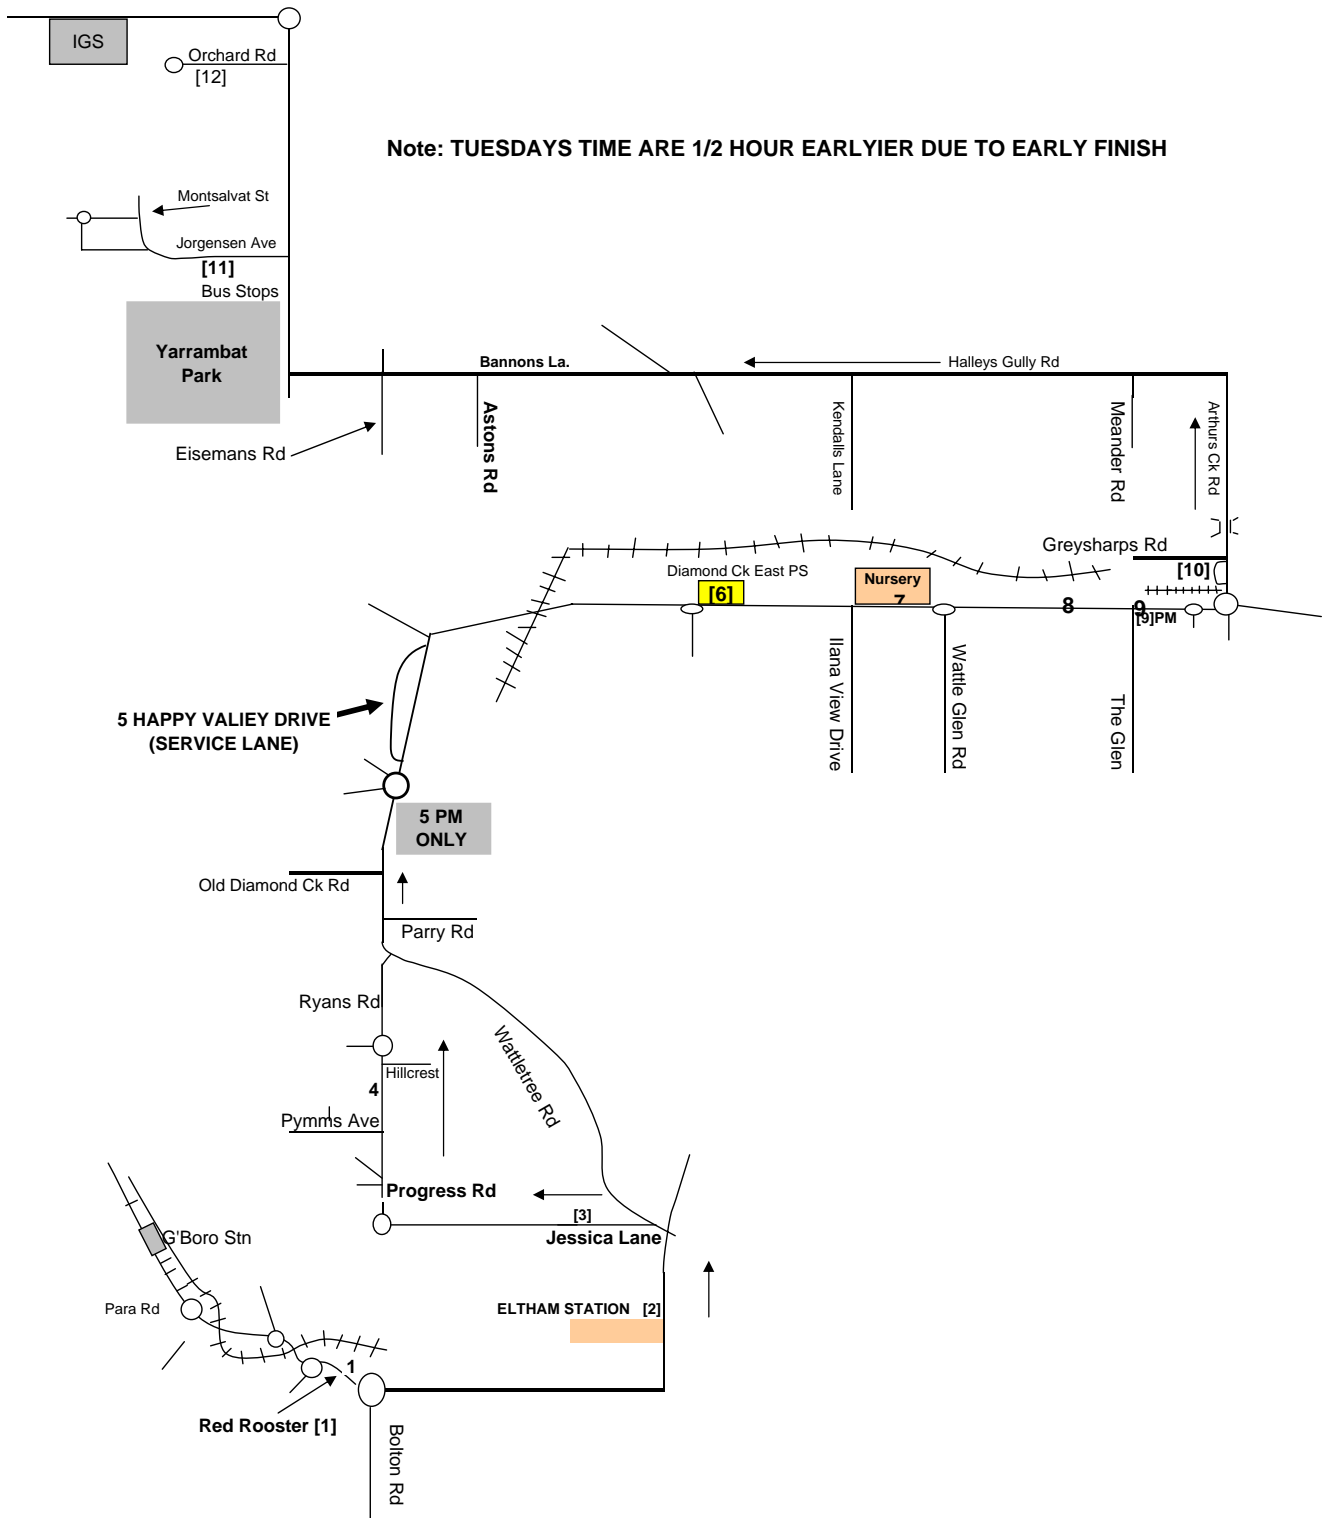 IGS
Orchard Rd
[12]
Note: TUESDAYS TIME ARE 1/2 HOUR EARLYIER DUE TO EARLY FINISH
Montsalvat St
Jorgensen Ave
[11]
Bus Stops
Yarrambat
Park
Bannons La.
Halleys Gully Rd
Eisemans Rd
Astons Rd
Kendalls Lane
Meander Rd
Arthurs Ck Rd
Greysharps Rd
[10]
Diamond Ck East PS
[6]
Nursery
7
8
9
[9]PM
Ilana View Drive
Wattle Glen Rd
The Glen
5 HAPPY VALIEY DRIVE
(SERVICE LANE)
5 PM
ONLY
Old Diamond Ck Rd
Parry Rd
Ryans Rd
Wattletree Rd
Hillcrest
4
Pymms Ave
Progress Rd
[3]
Jessica Lane
G'Boro Stn
Para Rd
ELTHAM STATION [2]
1
Red Rooster [1]
Bolton Rd